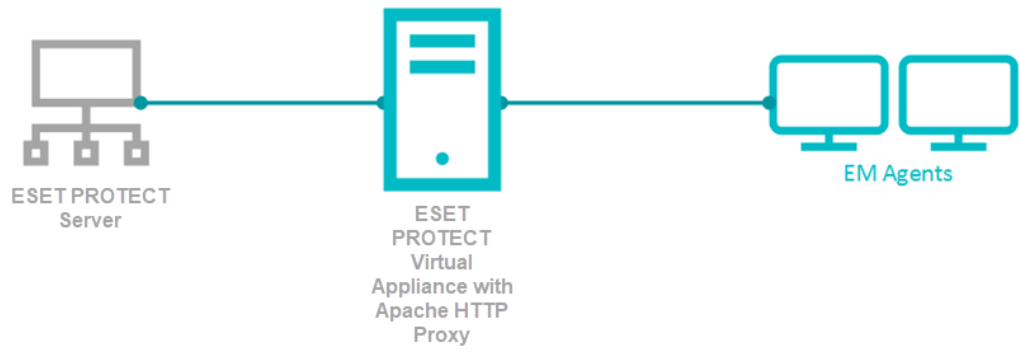 ESET PROTECT
Server
ESET
PROTECT
Virtual
Appliance with
Apache HTTP
Proxy
EM Agents